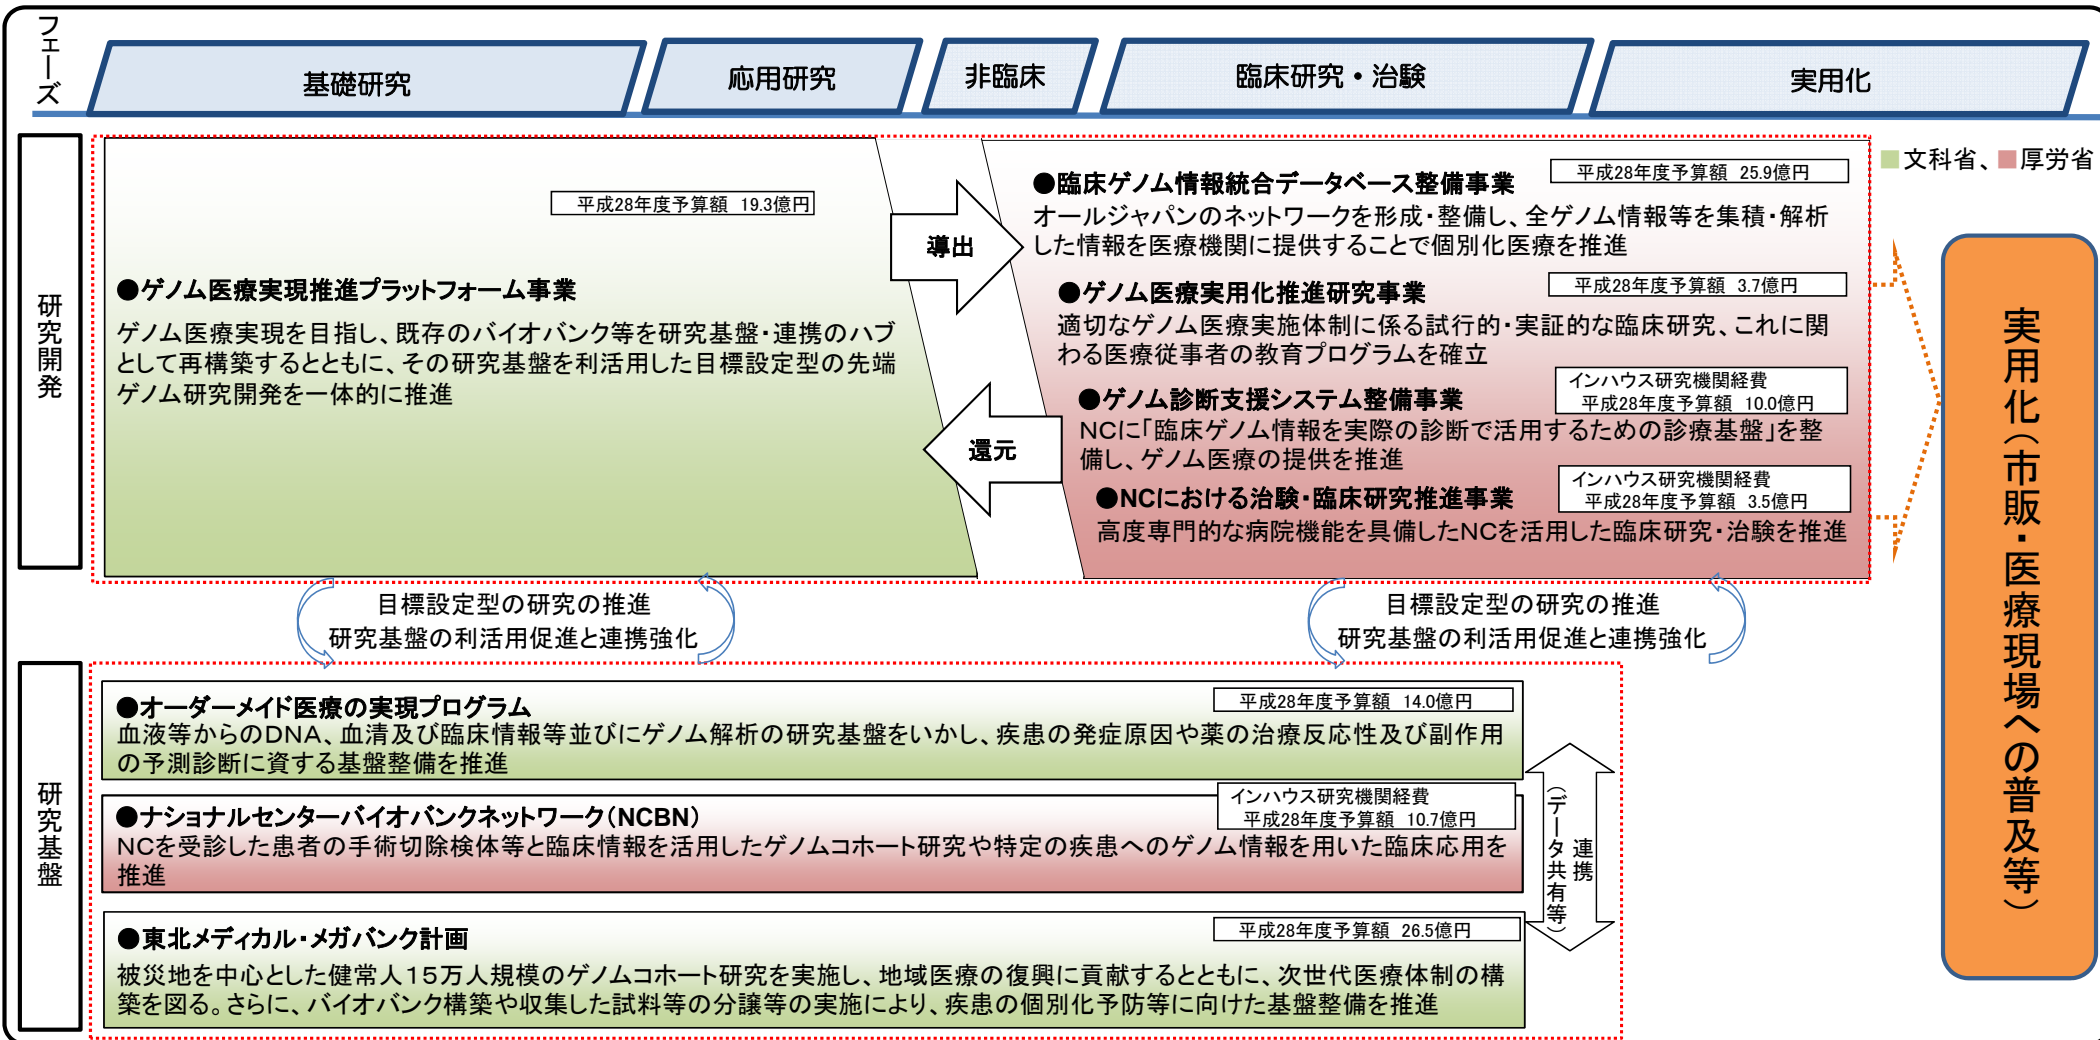 フェーズ
基礎研究
応用研究
非臨床
臨床研究・治験
実用化
■文科省、■厚労省
研究開発
平成28年度予算額 19.3億円
●ゲノム医療実現推進プラットフォーム事業
ゲノム医療実現を目指し、既存のバイオバンク等を研究基盤・連携のハブ
として再構築するとともに、その研究基盤を利活用した目標設定型の先端
ゲノム研究開発を一体的に推進
導出
還元
平成28年度予算額 25.9億円
●臨床ゲノム情報統合データベース整備事業
オールジャパンのネットワークを形成・整備し、全ゲノム情報等を集積・解析
した情報を医療機関に提供することで個別化医療を推進
平成28年度予算額 3.7億円
●ゲノム医療実用化推進研究事業
適切なゲノム医療実施体制に係る試行的・実証的な臨床研究、これに関
わる医療従事者の教育プログラムを確立
インハウス研究機関経費
平成28年度予算額 10.0億円
●ゲノム診断支援システム整備事業
NCに「臨床ゲノム情報を実際の診断で活用するための診療基盤」を整
備し、ゲノム医療の提供を推進
インハウス研究機関経費
平成28年度予算額 3.5億円
●NCにおける治験・臨床研究推進事業
高度専門的な病院機能を具備したNCを活用した臨床研究・治験を推進
実用化（市販・医療現場への普及等）
目標設定型の研究の推進
研究基盤の利活用促進と連携強化
目標設定型の研究の推進
研究基盤の利活用促進と連携強化
研究基盤
●オーダーメイド医療の実現プログラム
平成28年度予算額 14.0億円
血液等からのDNA、血清及び臨床情報等並びにゲノム解析の研究基盤をいかし、疾患の発症原因や薬の治療反応性及び副作用
の予測診断に資する基盤整備を推進
インハウス研究機関経費
平成28年度予算額 10.7億円
●ナショナルセンターバイオバンクネットワーク（NCBN）
NCを受診した患者の手術切除検体等と臨床情報を活用したゲノムコホート研究や特定の疾患へのゲノム情報を用いた臨床応用を
推進
平成28年度予算額 26.5億円
●東北メディカル・メガバンク計画
被災地を中心とした健常人15万人規模のゲノムコホート研究を実施し、地域医療の復興に貢献するとともに、次世代医療体制の構
築を図る。さらに、バイオバンク構築や収集した試料等の分譲等の実施により、疾患の個別化予防等に向けた基盤整備を推進
連携
（データ共有等）